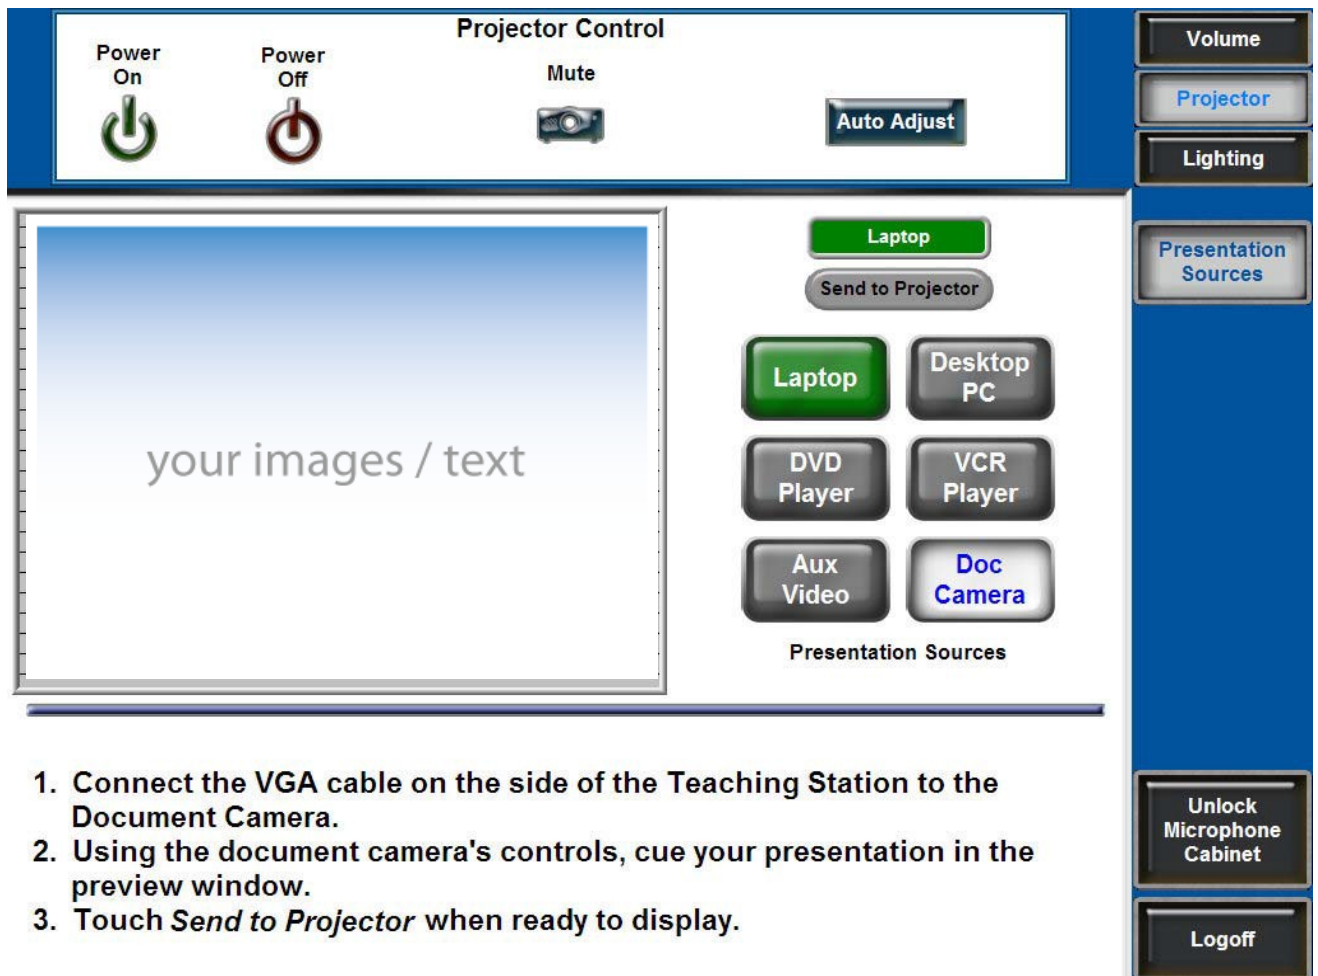 Projector Control
Power
On
Power
Off
Mute
Auto Adjust
Volume
Projector
Lighting
Presentation
Sources
your images / text
Laptop
Send to Projector
Laptop
Desktop
PC
DVD
Player
VCR
Player
Aux
Video
Doc
Camera
Presentation Sources
1. Connect the VGA cable on the side of the Teaching Station to the
Document Camera.
2. Using the document camera's controls, cue your presentation in the
preview window.
3. Touch Send to Projector when ready to display.
Unlock
Microphone
Cabinet
Logoff